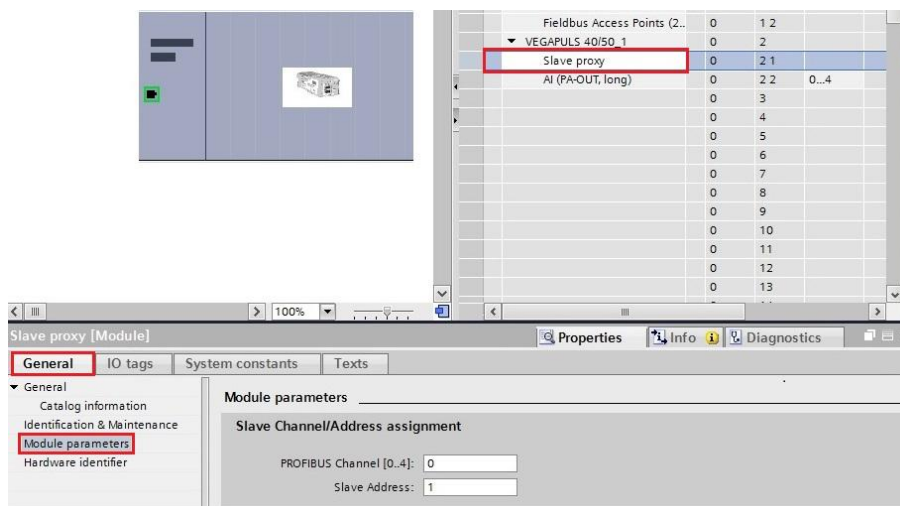 Fieldbus Access Points (2.. 0 1 2
VEGAPULS 40/50_1 0 2
Slave proxy 0 2 1
AI (PA-OUT, long) 0 2 2 0...4
0 3
0 4
0 5
0 6
0 7
0 8
0 9
0 10
0 11
0 12
0 13
100%
Slave proxy [Module]
Properties Info Diagnostics
General IO tags System constants Texts
General
Catalog information
Identification & Maintenance
Module parameters
Hardware identifier
Module parameters
Slave Channel/Address assignment
PROFIBUS Channel [0..4]: 0
Slave Address: 1